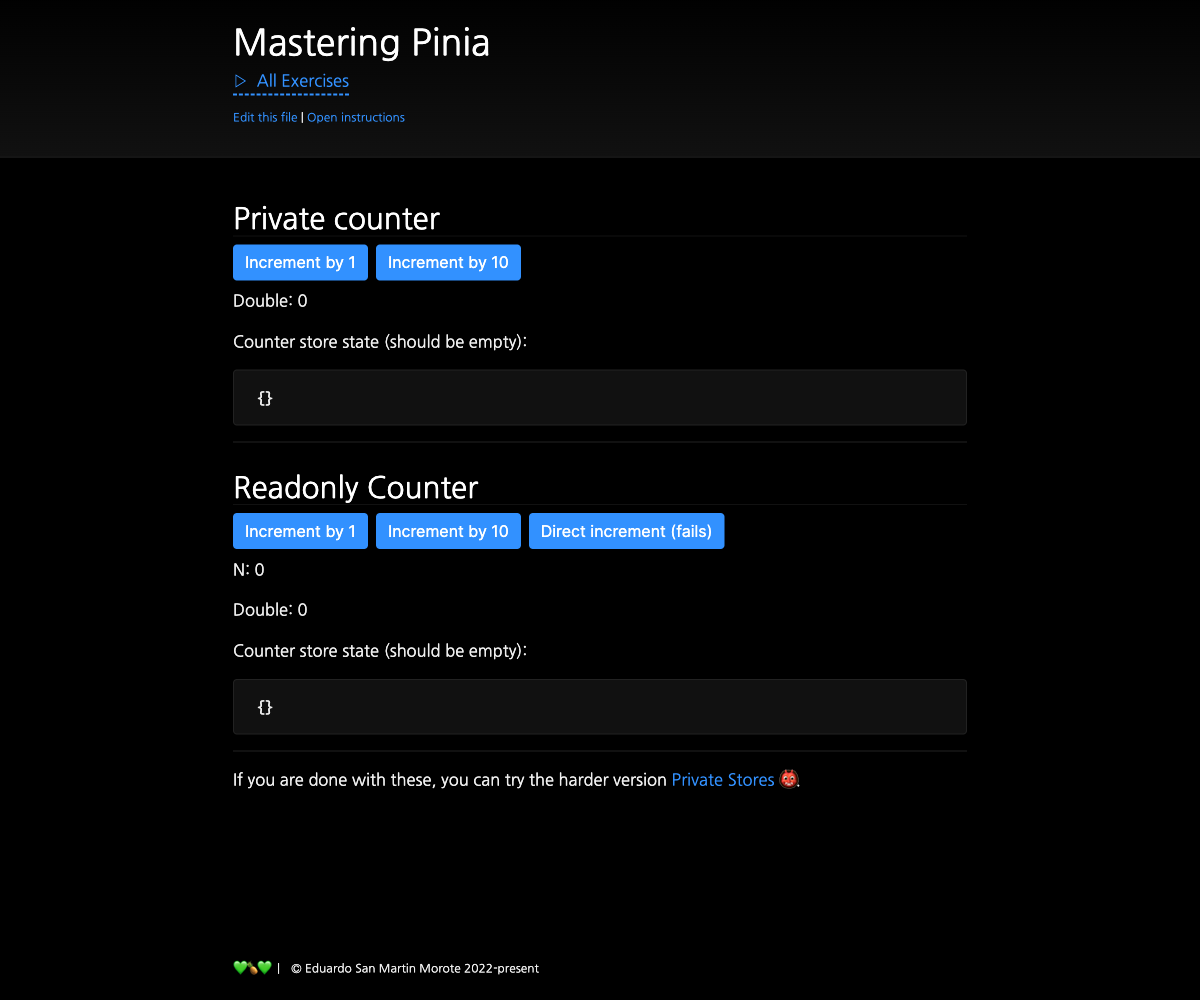 Mastering Pinia
▷ All Exercises
Edit this file | Open instructions
Private counter
Increment by 1 Increment by 10
Double: 0
Counter store state (should be empty):
{}
Readonly Counter
Increment by 1 Increment by 10 Direct increment (fails)
N: 0
Double: 0
Counter store state (should be empty):
{}
If you are done with these, you can try the harder version Private Stores 👹.
💚🍍💚 | © Eduardo San Martin Morote 2022-present